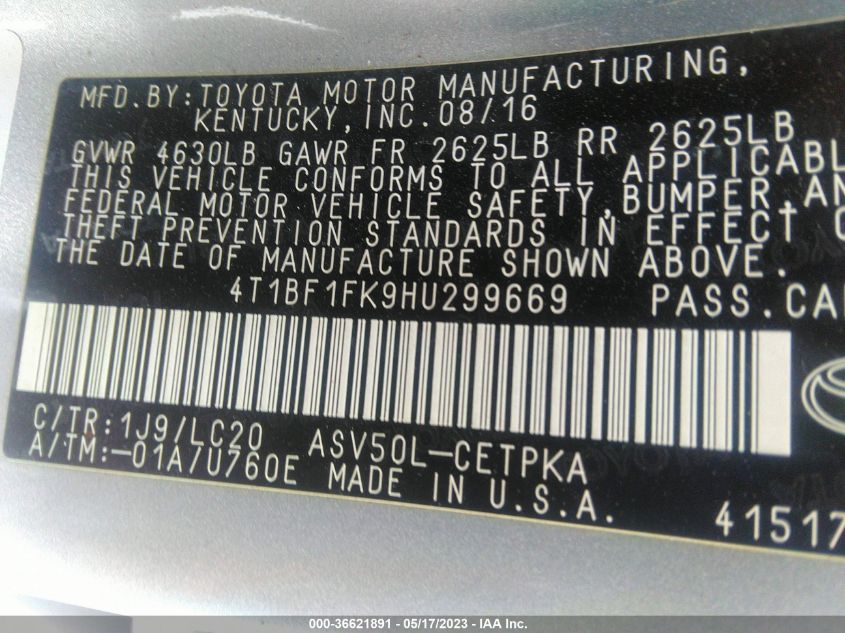 MFD. BY: TOYOTA MOTOR MANUFACTURING,
KENTUCKY, INC. 08/16
GVWR 4630LB GAWR FR 2625LB RR 2625LB
THIS VEHICLE CONFORMS TO ALL APPLICABL
FEDERAL MOTOR VEHICLE SAFETY, BUMPER, AN
THEFT PREVENTION STANDARDS IN EFFECT O
THE DATE OF MANUFACTURE SHOWN ABOVE.
4T1BF1FK9HU299669 PASS. CA
C/TR: 1J9/LC20 ASV50L-CETPKA
A/TM: -01A/U760E MADE IN U.S.A.
41517
000-36621891 - 05/17/2023 - IAA Inc.